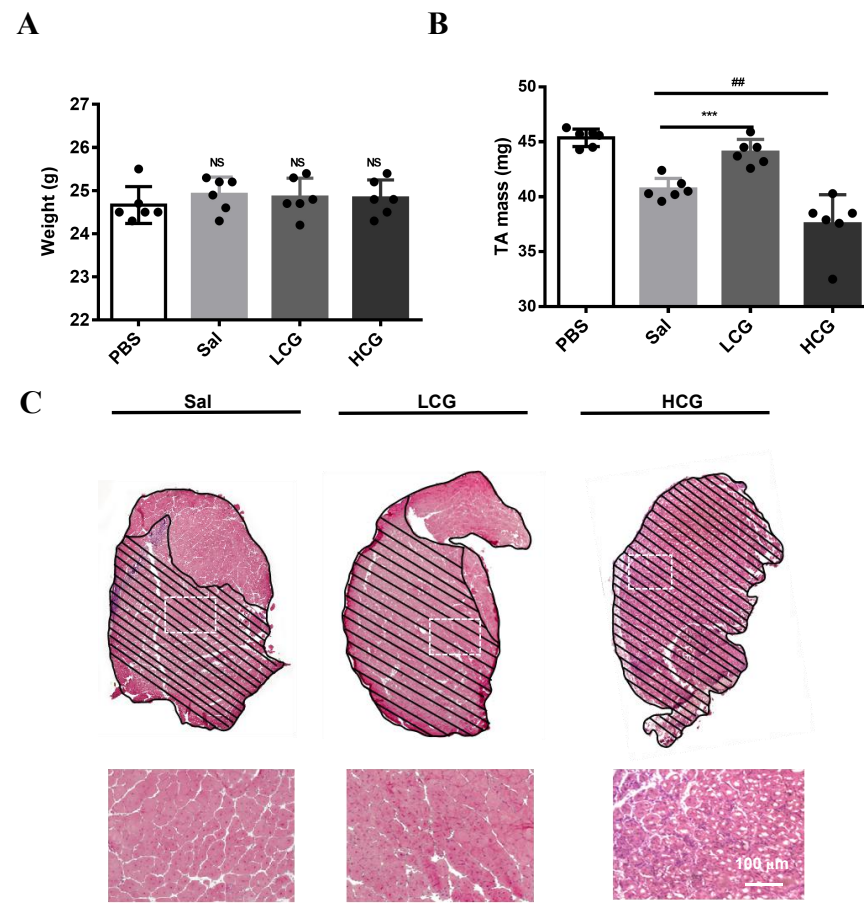 A
B
Weight (g)
27
26
25
24
23
22
NS
NS
NS
PBS
Sal
LCG
HCG
TA mass (mg)
50
45
40
35
30
##
***
PBS
Sal
LCG
HCG
C
Sal
LCG
HCG
100 μm